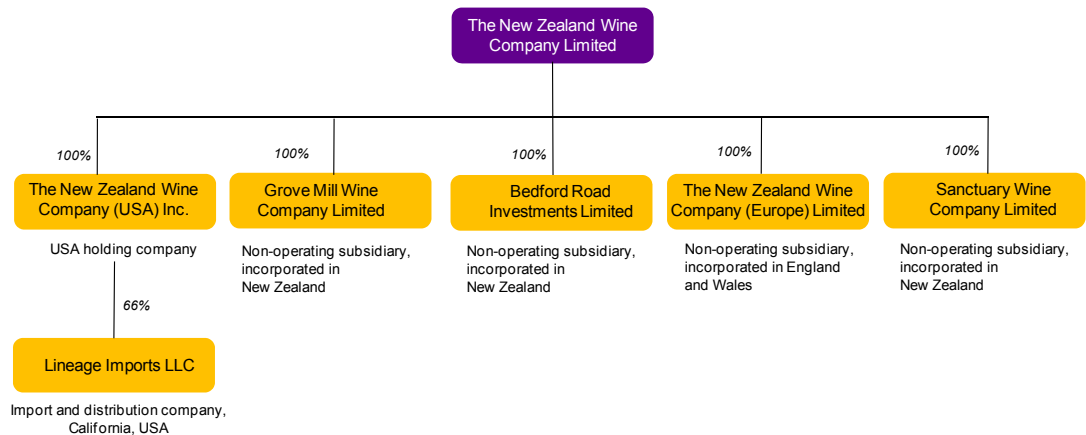 The New Zealand Wine
Company Limited
100%
100%
100%
100%
100%
The New Zealand Wine
Company (USA) Inc.
USA holding company
Grove Mill Wine
Company Limited
Non-operating subsidiary,
incorporated in
New Zealand
Bedford Road
Investments Limited
Non-operating subsidiary,
incorporated in
New Zealand
The New Zealand Wine
Company (Europe) Limited
Non-operating subsidiary,
incorporated in England
and Wales
Sanctuary Wine
Company Limited
Non-operating subsidiary,
incorporated in
New Zealand
66%
Lineage Imports LLC
Import and distribution company,
California, USA